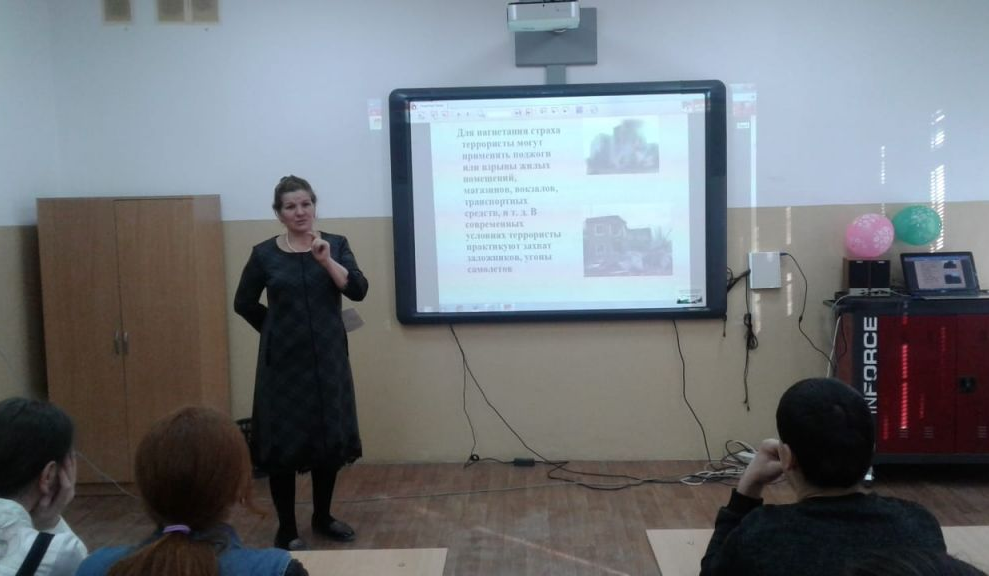 Для нагнетания страха
террористы могут
применять поджоги
или взрывы жилых
помещений,
магазинов, вокзалов,
транспортных
средств, и т. д. В
современных
условиях террористы
практикуют захват
заложников, угоны
самолетов
INFORCE